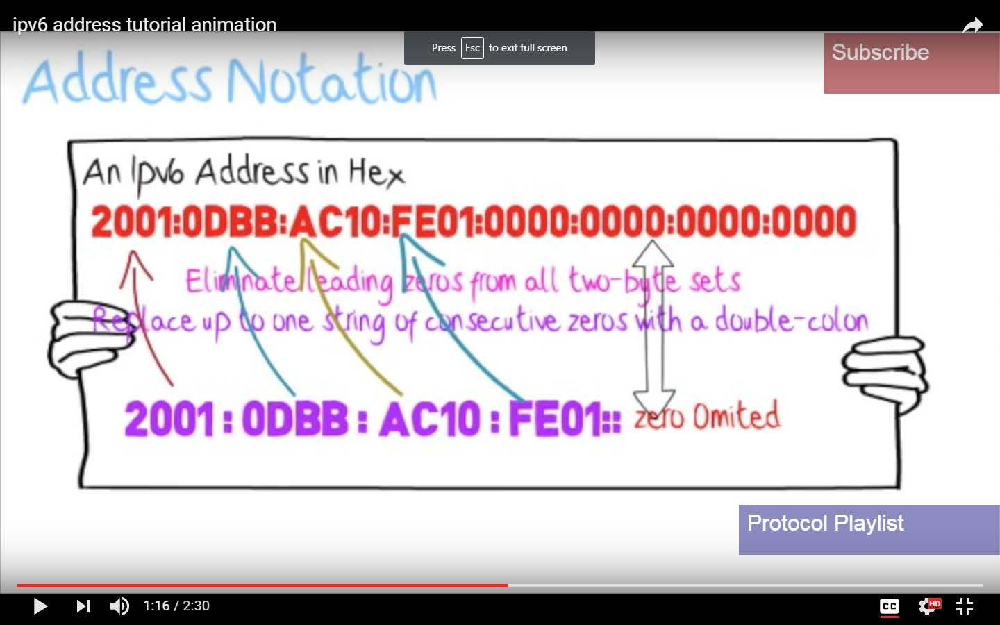 ipv6 address tutorial animation
Press Esc to exit full screen
Subscribe
Address Notation
An Ipv6 Address in Hex
2001:0DBB:AC10:FE01:0000:0000:0000:0000
Eliminate leading zeros from all two-byte sets
Replace up to one string of consecutive zeros with a double-colon
2001 : 0DBB : AC10 : FE01:: zero Omited
Protocol Playlist
1:16 / 2:30
CC
HD